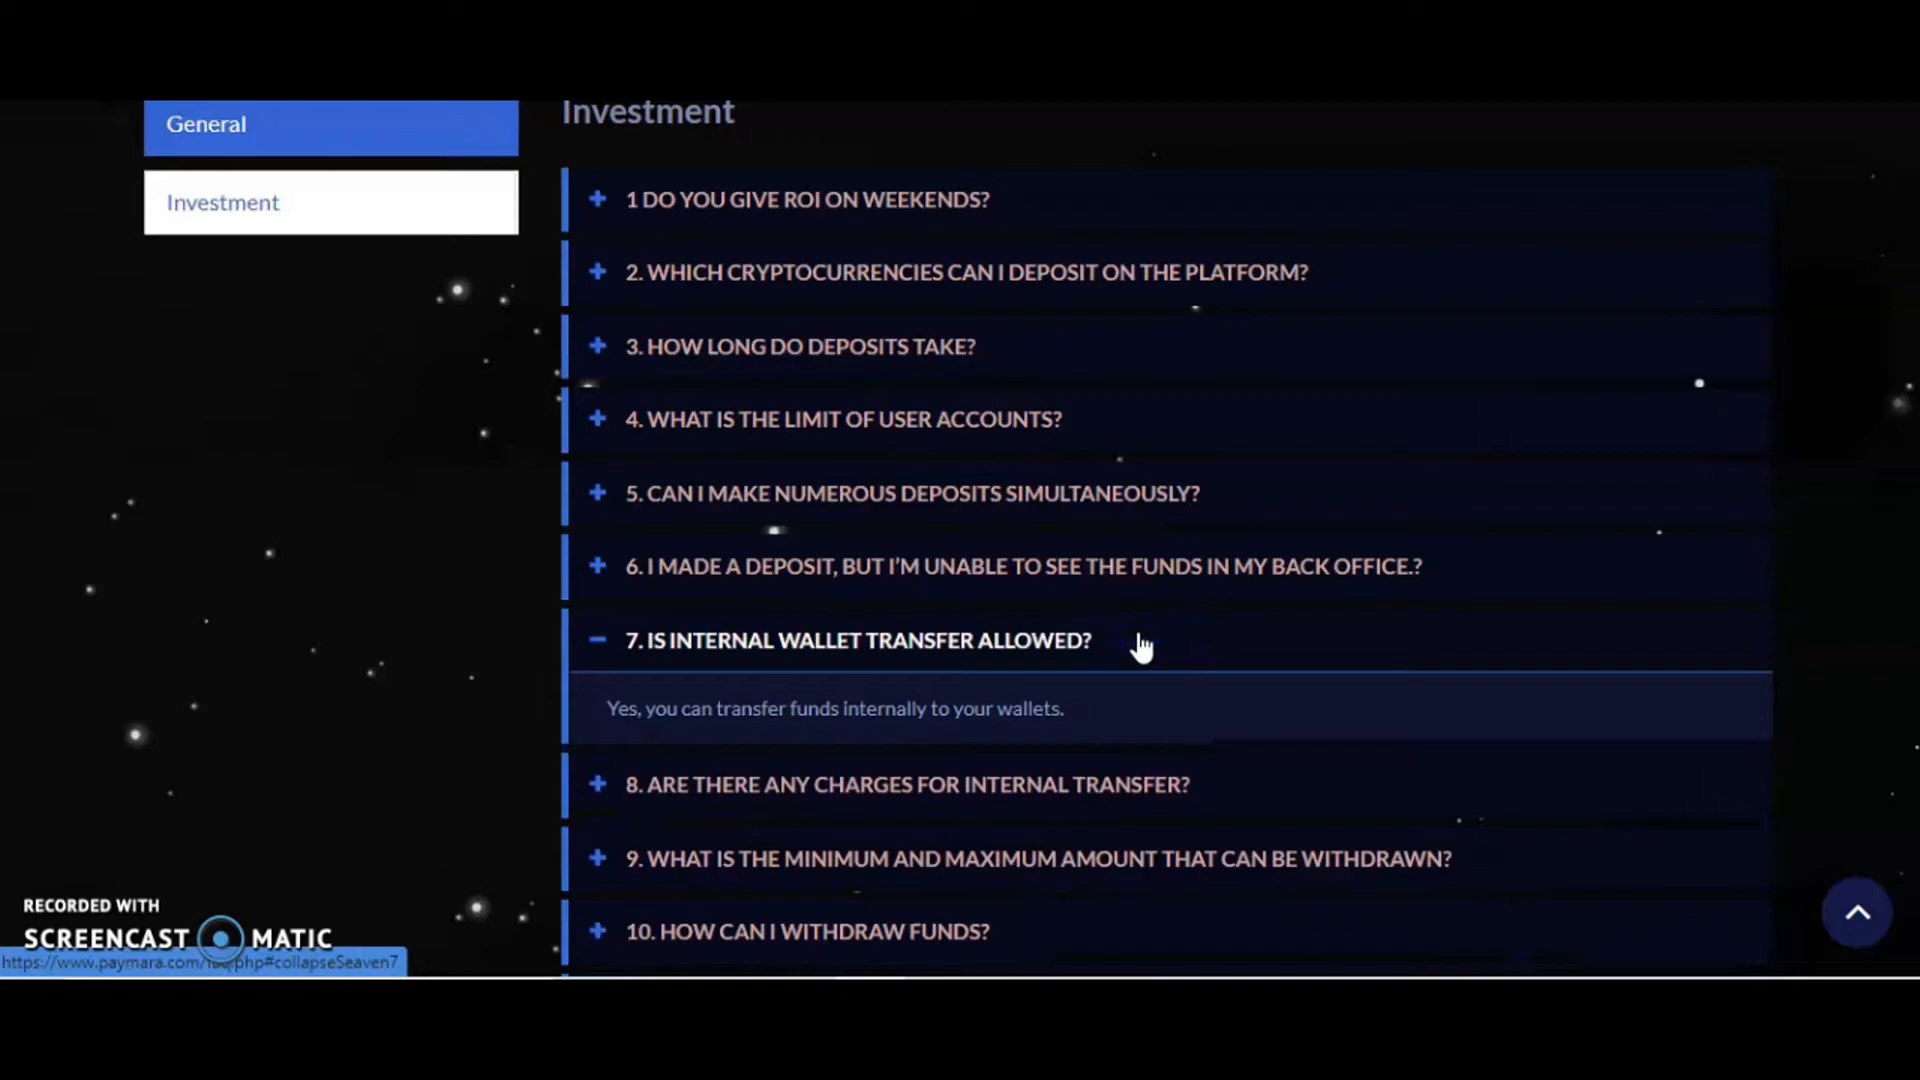 General
Investment
Investment
1 DO YOU GIVE ROI ON WEEKENDS?
2. WHICH CRYPTOCURRENCIES CAN I DEPOSIT ON THE PLATFORM?
3. HOW LONG DO DEPOSITS TAKE?
4. WHAT IS THE LIMIT OF USER ACCOUNTS?
5. CAN I MAKE NUMEROUS DEPOSITS SIMULTANEOUSLY?
6. I MADE A DEPOSIT, BUT I'M UNABLE TO SEE THE FUNDS IN MY BACK OFFICE.?
7. IS INTERNAL WALLET TRANSFER ALLOWED?
Yes, you can transfer funds internally to your wallets.
8. ARE THERE ANY CHARGES FOR INTERNAL TRANSFER?
9. WHAT IS THE MINIMUM AND MAXIMUM AMOUNT THAT CAN BE WITHDRAWN?
10. HOW CAN I WITHDRAW FUNDS?
RECORDED WITH
SCREENCAST MATIC
https://www.paymara.com/faq.php#collapseSeaven7